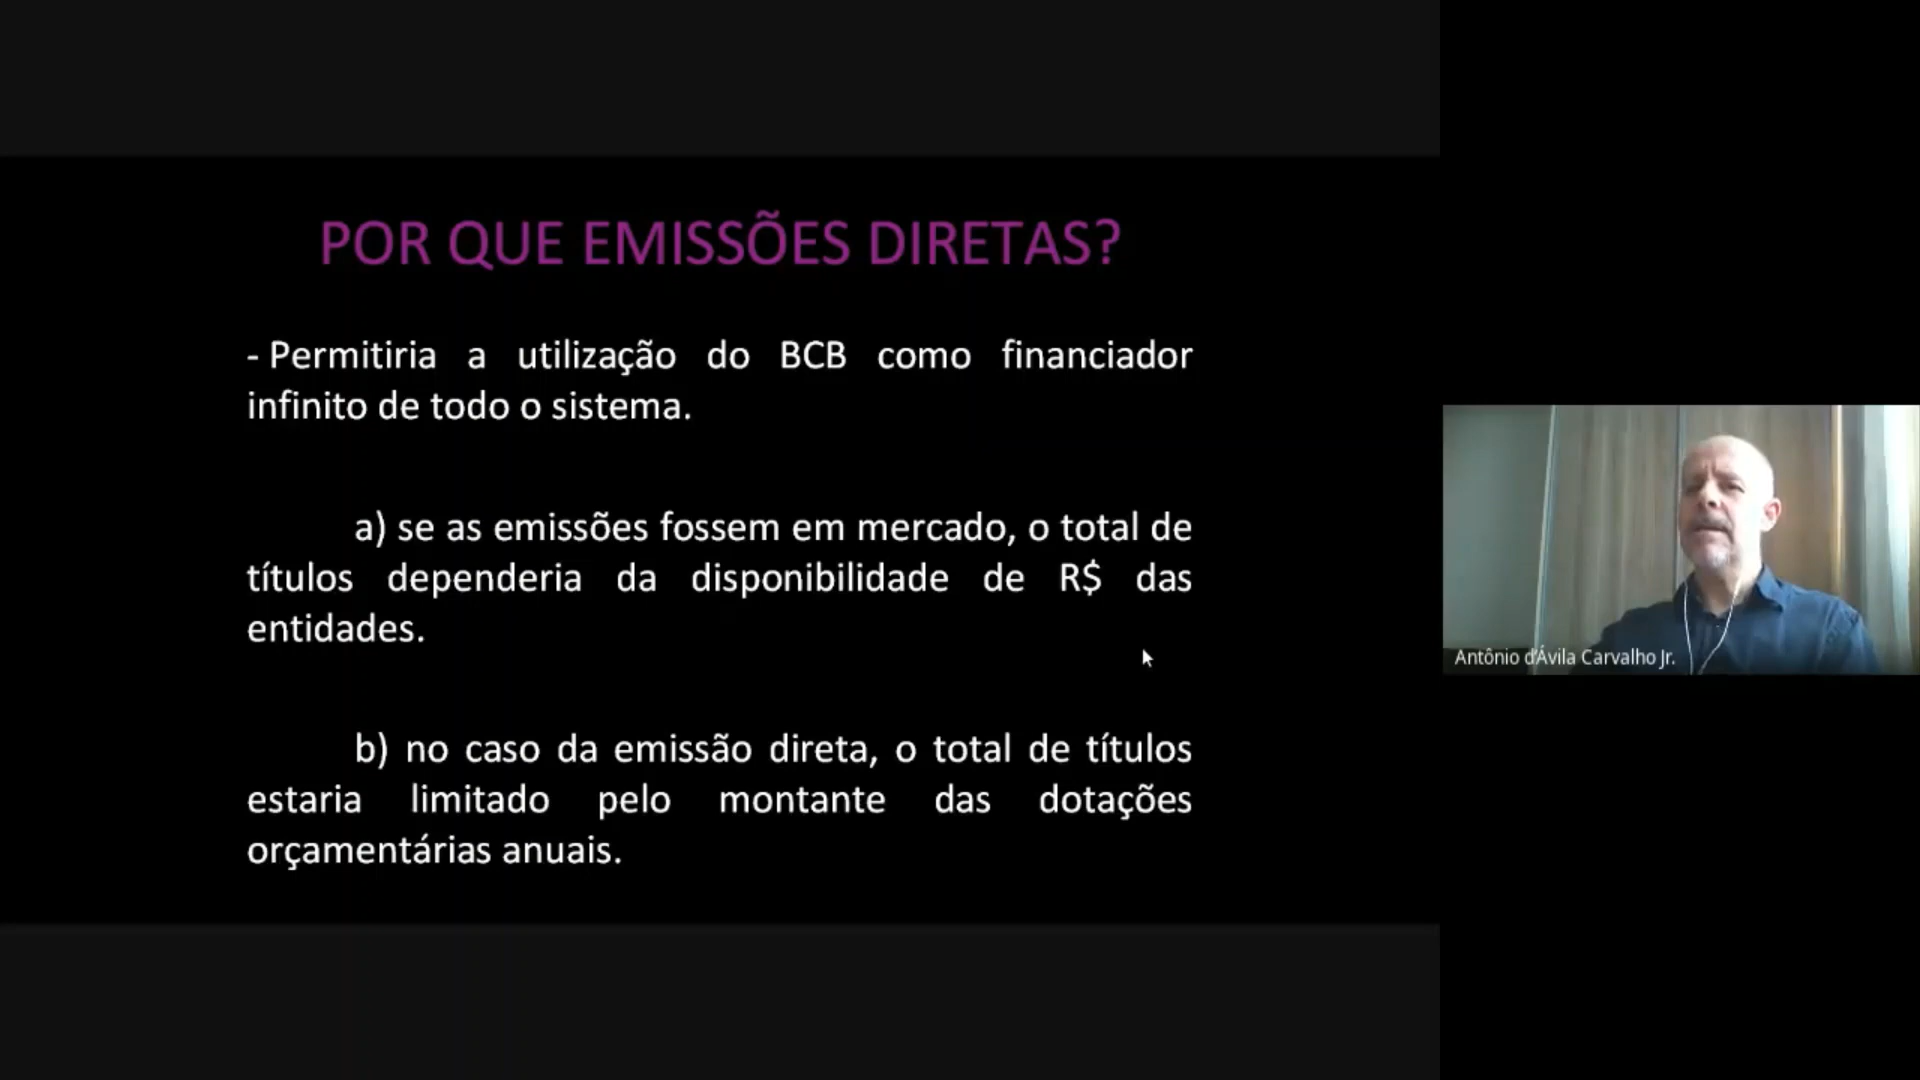 POR QUE EMISSÕES DIRETAS?
- Permitiria a utilização do BCB como financiador
infinito de todo o sistema.
a) se as emissões fossem em mercado, o total de
títulos dependeria da disponibilidade de R$ das
entidades.
b) no caso da emissão direta, o total de títulos
estaria limitado pelo montante das dotações
orçamentárias anuais.
Antônio d'Ávila Carvalho Jr.